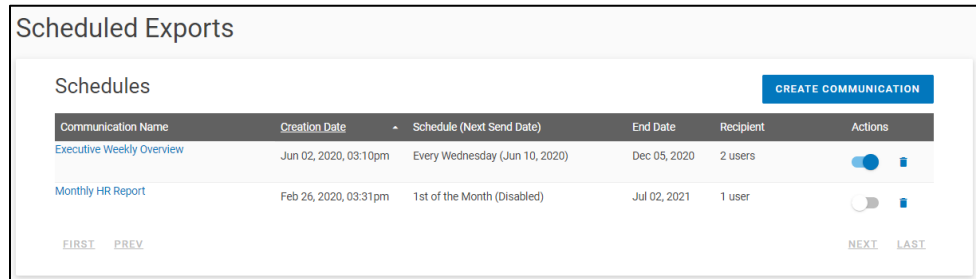 Scheduled Exports
Schedules
CREATE COMMUNICATION
Communication Name Creation Date Schedule (Next Send Date) End Date Recipient Actions
Executive Weekly Overview Jun 02, 2020, 03:10pm Every Wednesday (Jun 10, 2020) Dec 05, 2020 2 users
Monthly HR Report Feb 26, 2020, 03:31pm 1st of the Month (Disabled) Jul 02, 2021 1 user
FIRST PREV NEXT LAST